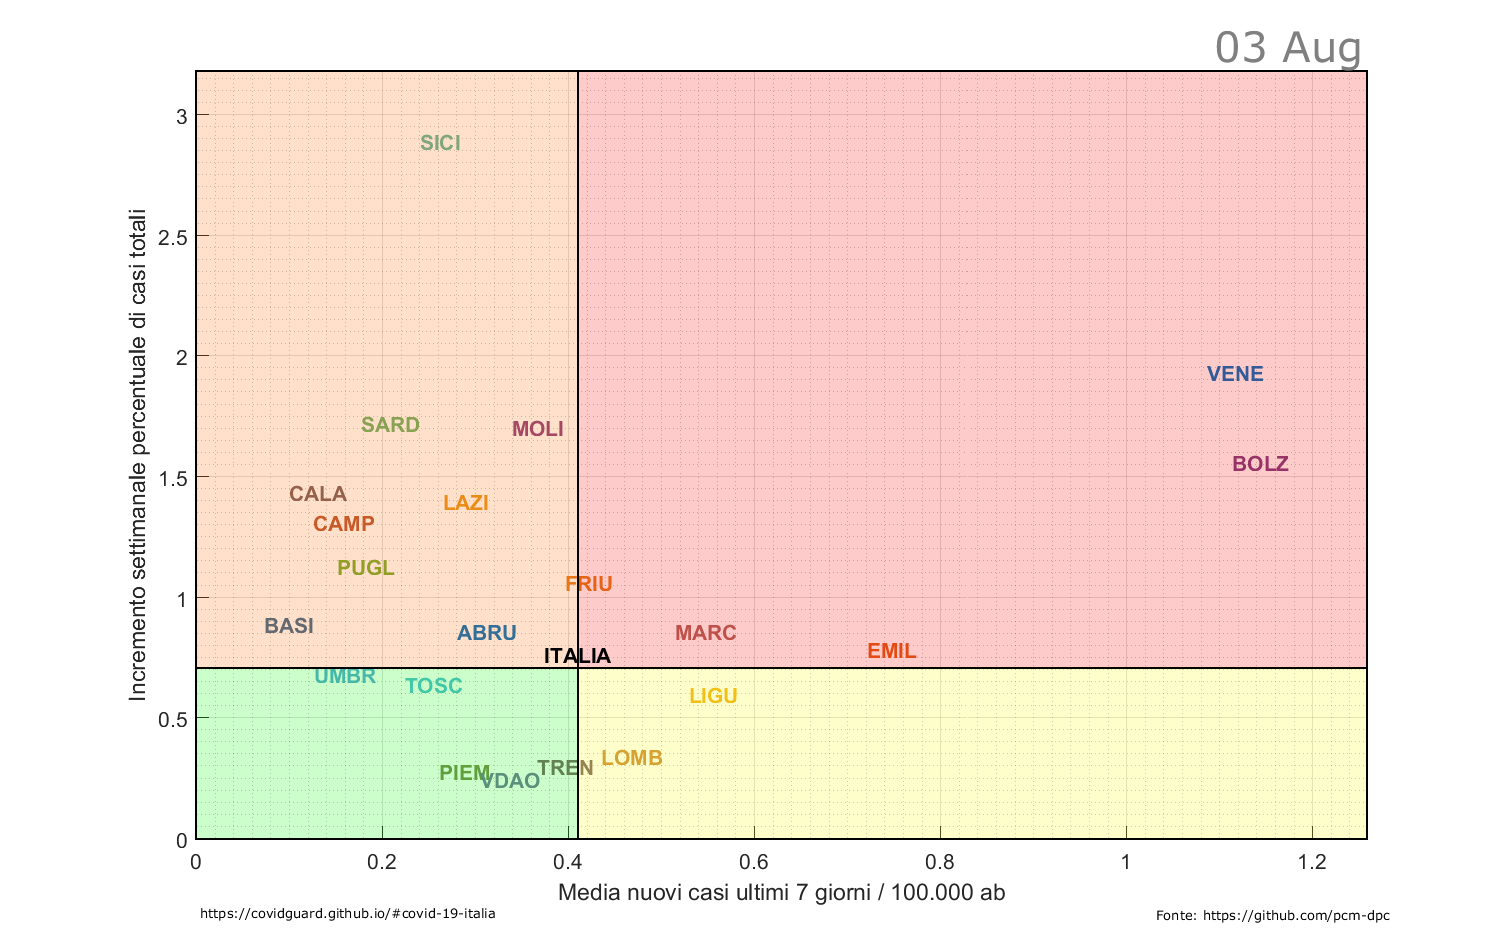 03 Aug
3
SICI
2.5
2
VENE
SARD
MOLI
BOLZ
1.5
CALA
LAZI
CAMP
PUGL
FRIU
1
BASI
ABRU
MARC
EMIL
ITALIA
UMBR
TOSC
LIGU
0.5
LOMB
TREN
PIEM
VDAO
0
0 0.2 0.4 0.6 0.8 1 1.2
Incremento settimanale percentuale di casi totali
Media nuovi casi ultimi 7 giorni / 100.000 ab
https://covidguard.github.io/#covid-19-italia
Fonte: https://github.com/pcm-dpc